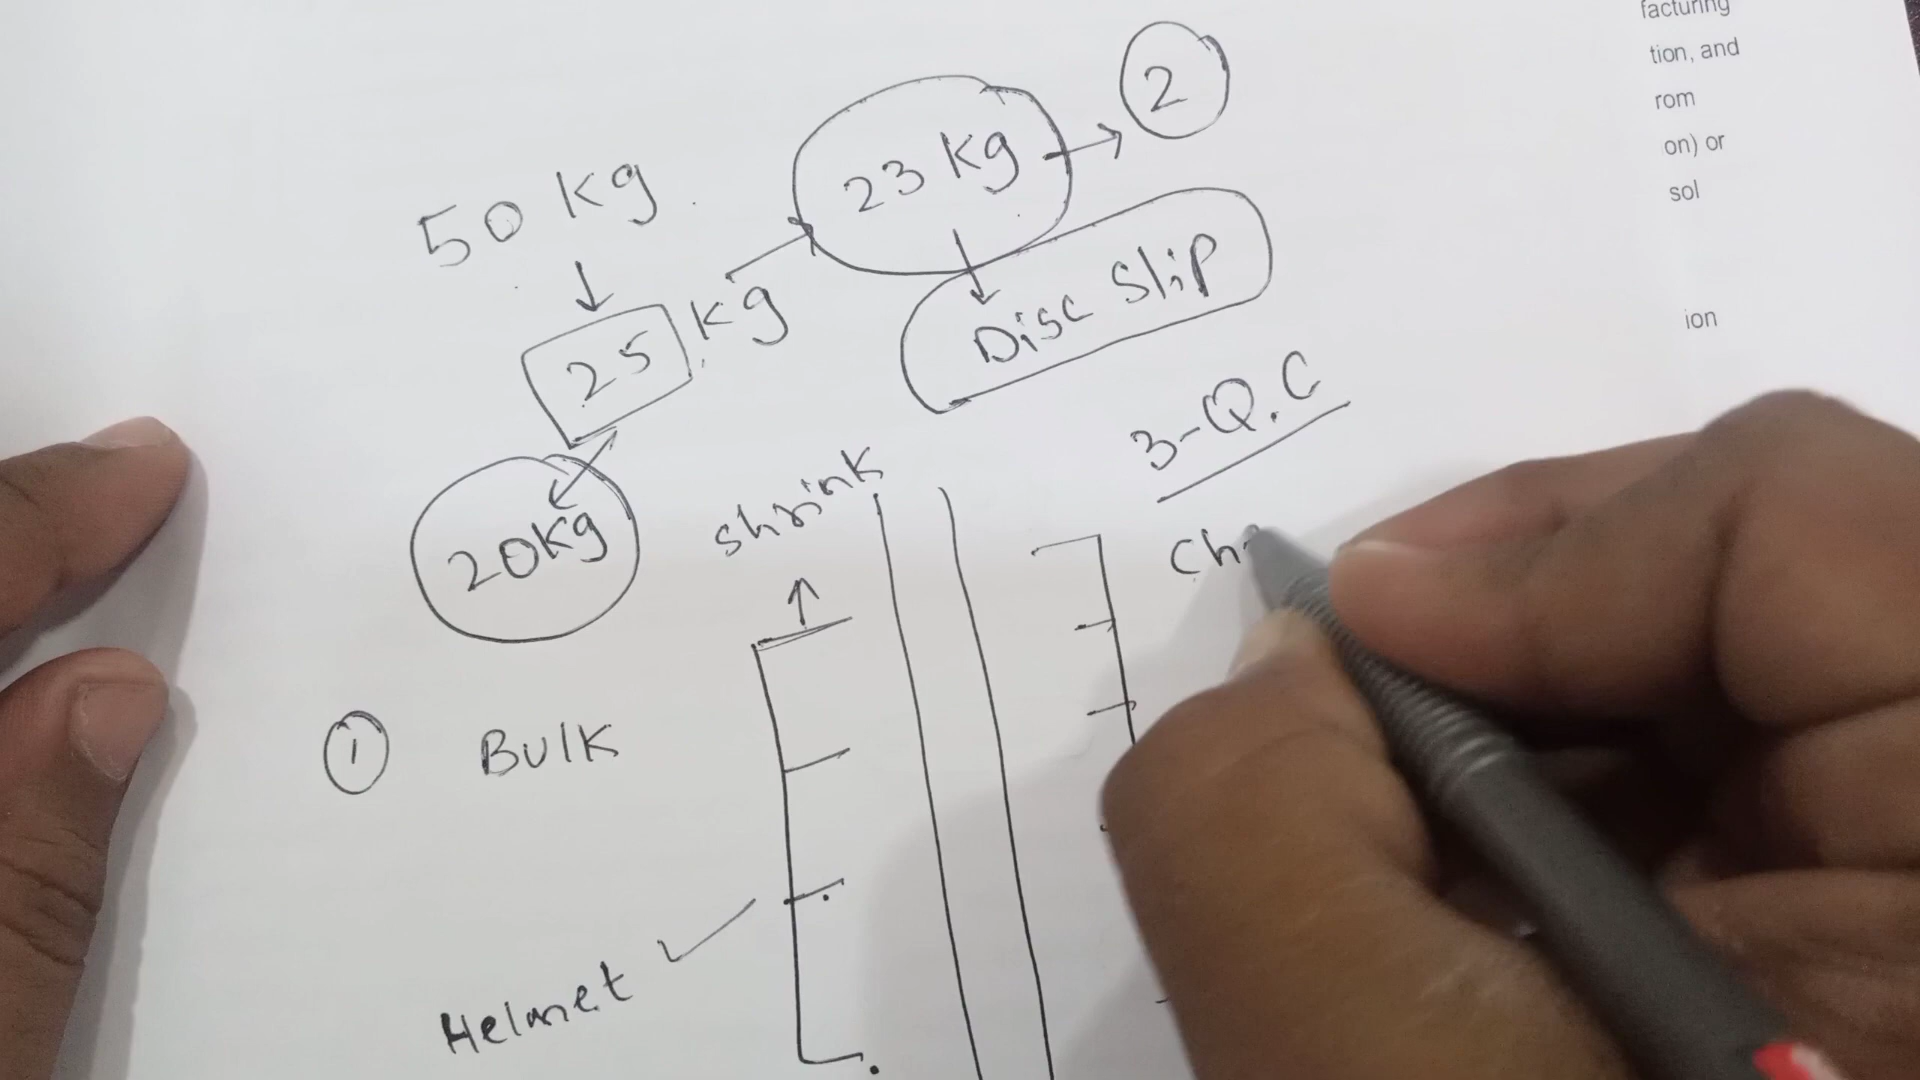 2
23 kg
50 kg
Disc Slip
25 kg
3-Q.C
shrink
20kg
Bulk
1
Helmet
facturing
tion, and
rom
on) or
sol
ion